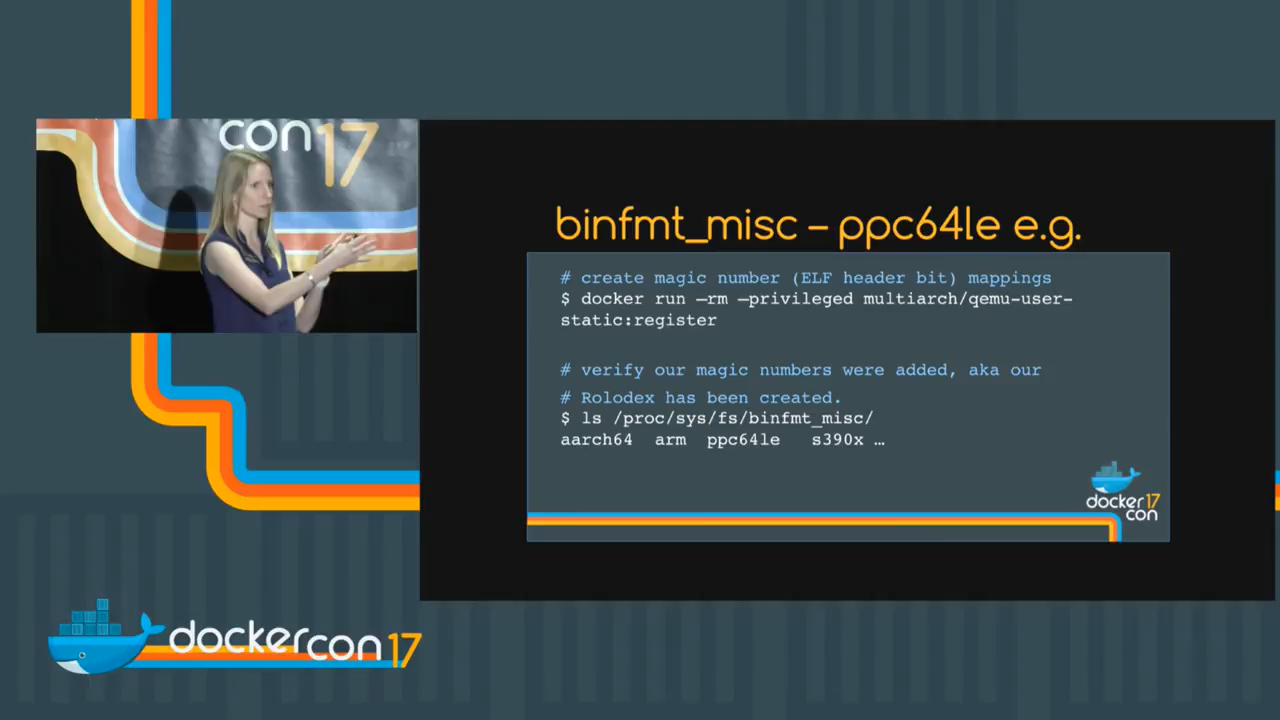 con 17
binfmt_misc – ppc64le e.g.
# create magic number (ELF header bit) mappings
$ docker run –rm –privileged multiarch/qemu-user-
static:register
# verify our magic numbers were added, aka our
# Rolodex has been created.
$ ls /proc/sys/fs/binfmt_misc/
aarch64 arm ppc64le s390x …
docker 17
con
dockercon 17